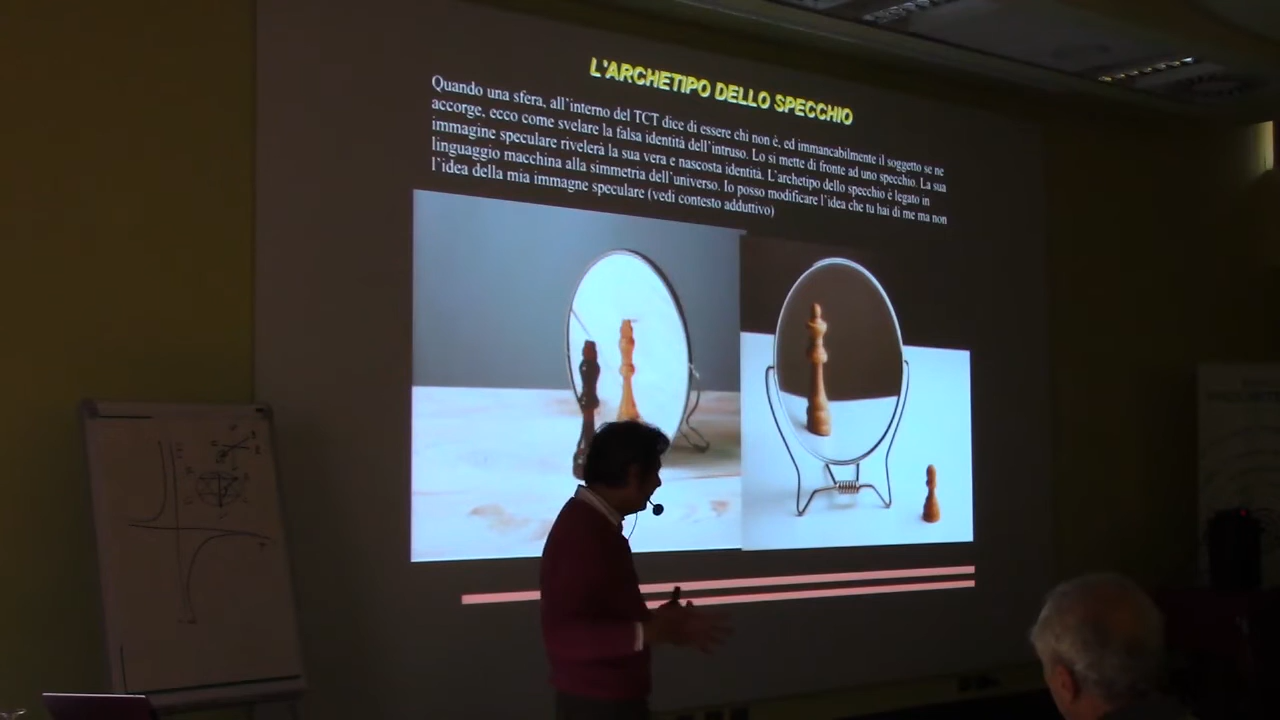 L'ARCHETIPO DELLO SPECCHIO
Quando una sfera, all'interno del TCT dice di essere chi non è, ed immancabilmente il soggetto se ne
accorge, ecco come svelare la falsa identità dell'intruso. Lo si mette di fronte ad uno specchio. La sua
immagine speculare rivelerà la sua vera e nascosta identità. L'archetipo dello specchio è legato in
linguaggio macchina alla simmetria dell'universo. Io posso modificare l'idea che tu hai di me ma non
l'idea della mia immagne speculare (vedi contesto adduttivo)